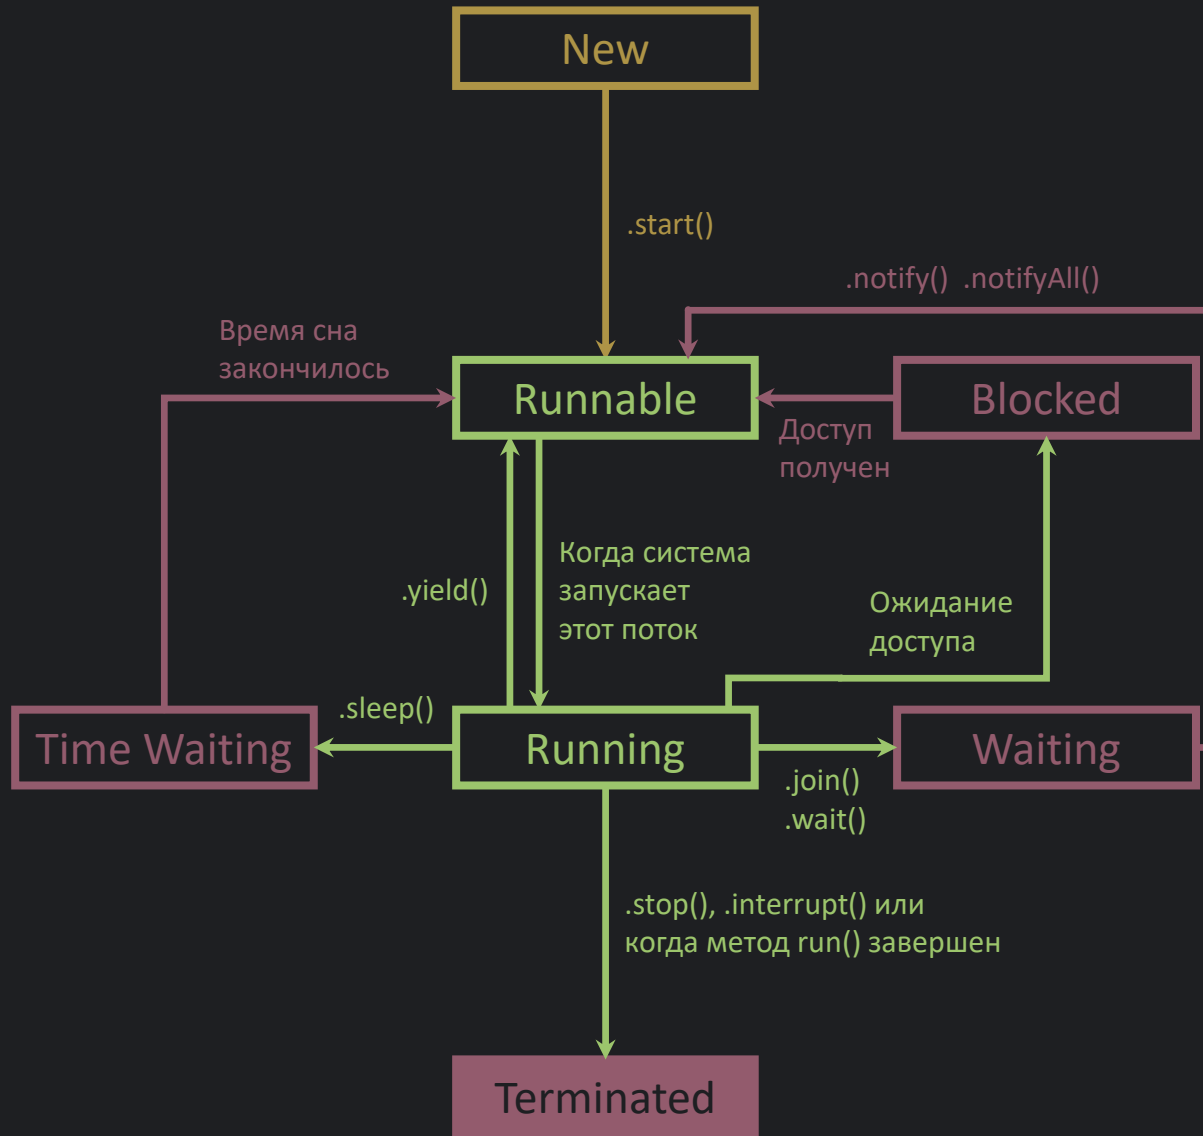 New
.start()
.notify() .notifyAll()
Время сна
закончилось
Runnable
Blocked
Доступ
получен
Когда система
запускает
этот поток
.yield()
Ожидание
доступа
.sleep()
Time Waiting
Running
Waiting
.join()
.wait()
.stop(), .interrupt() или
когда метод run() завершен
Terminated